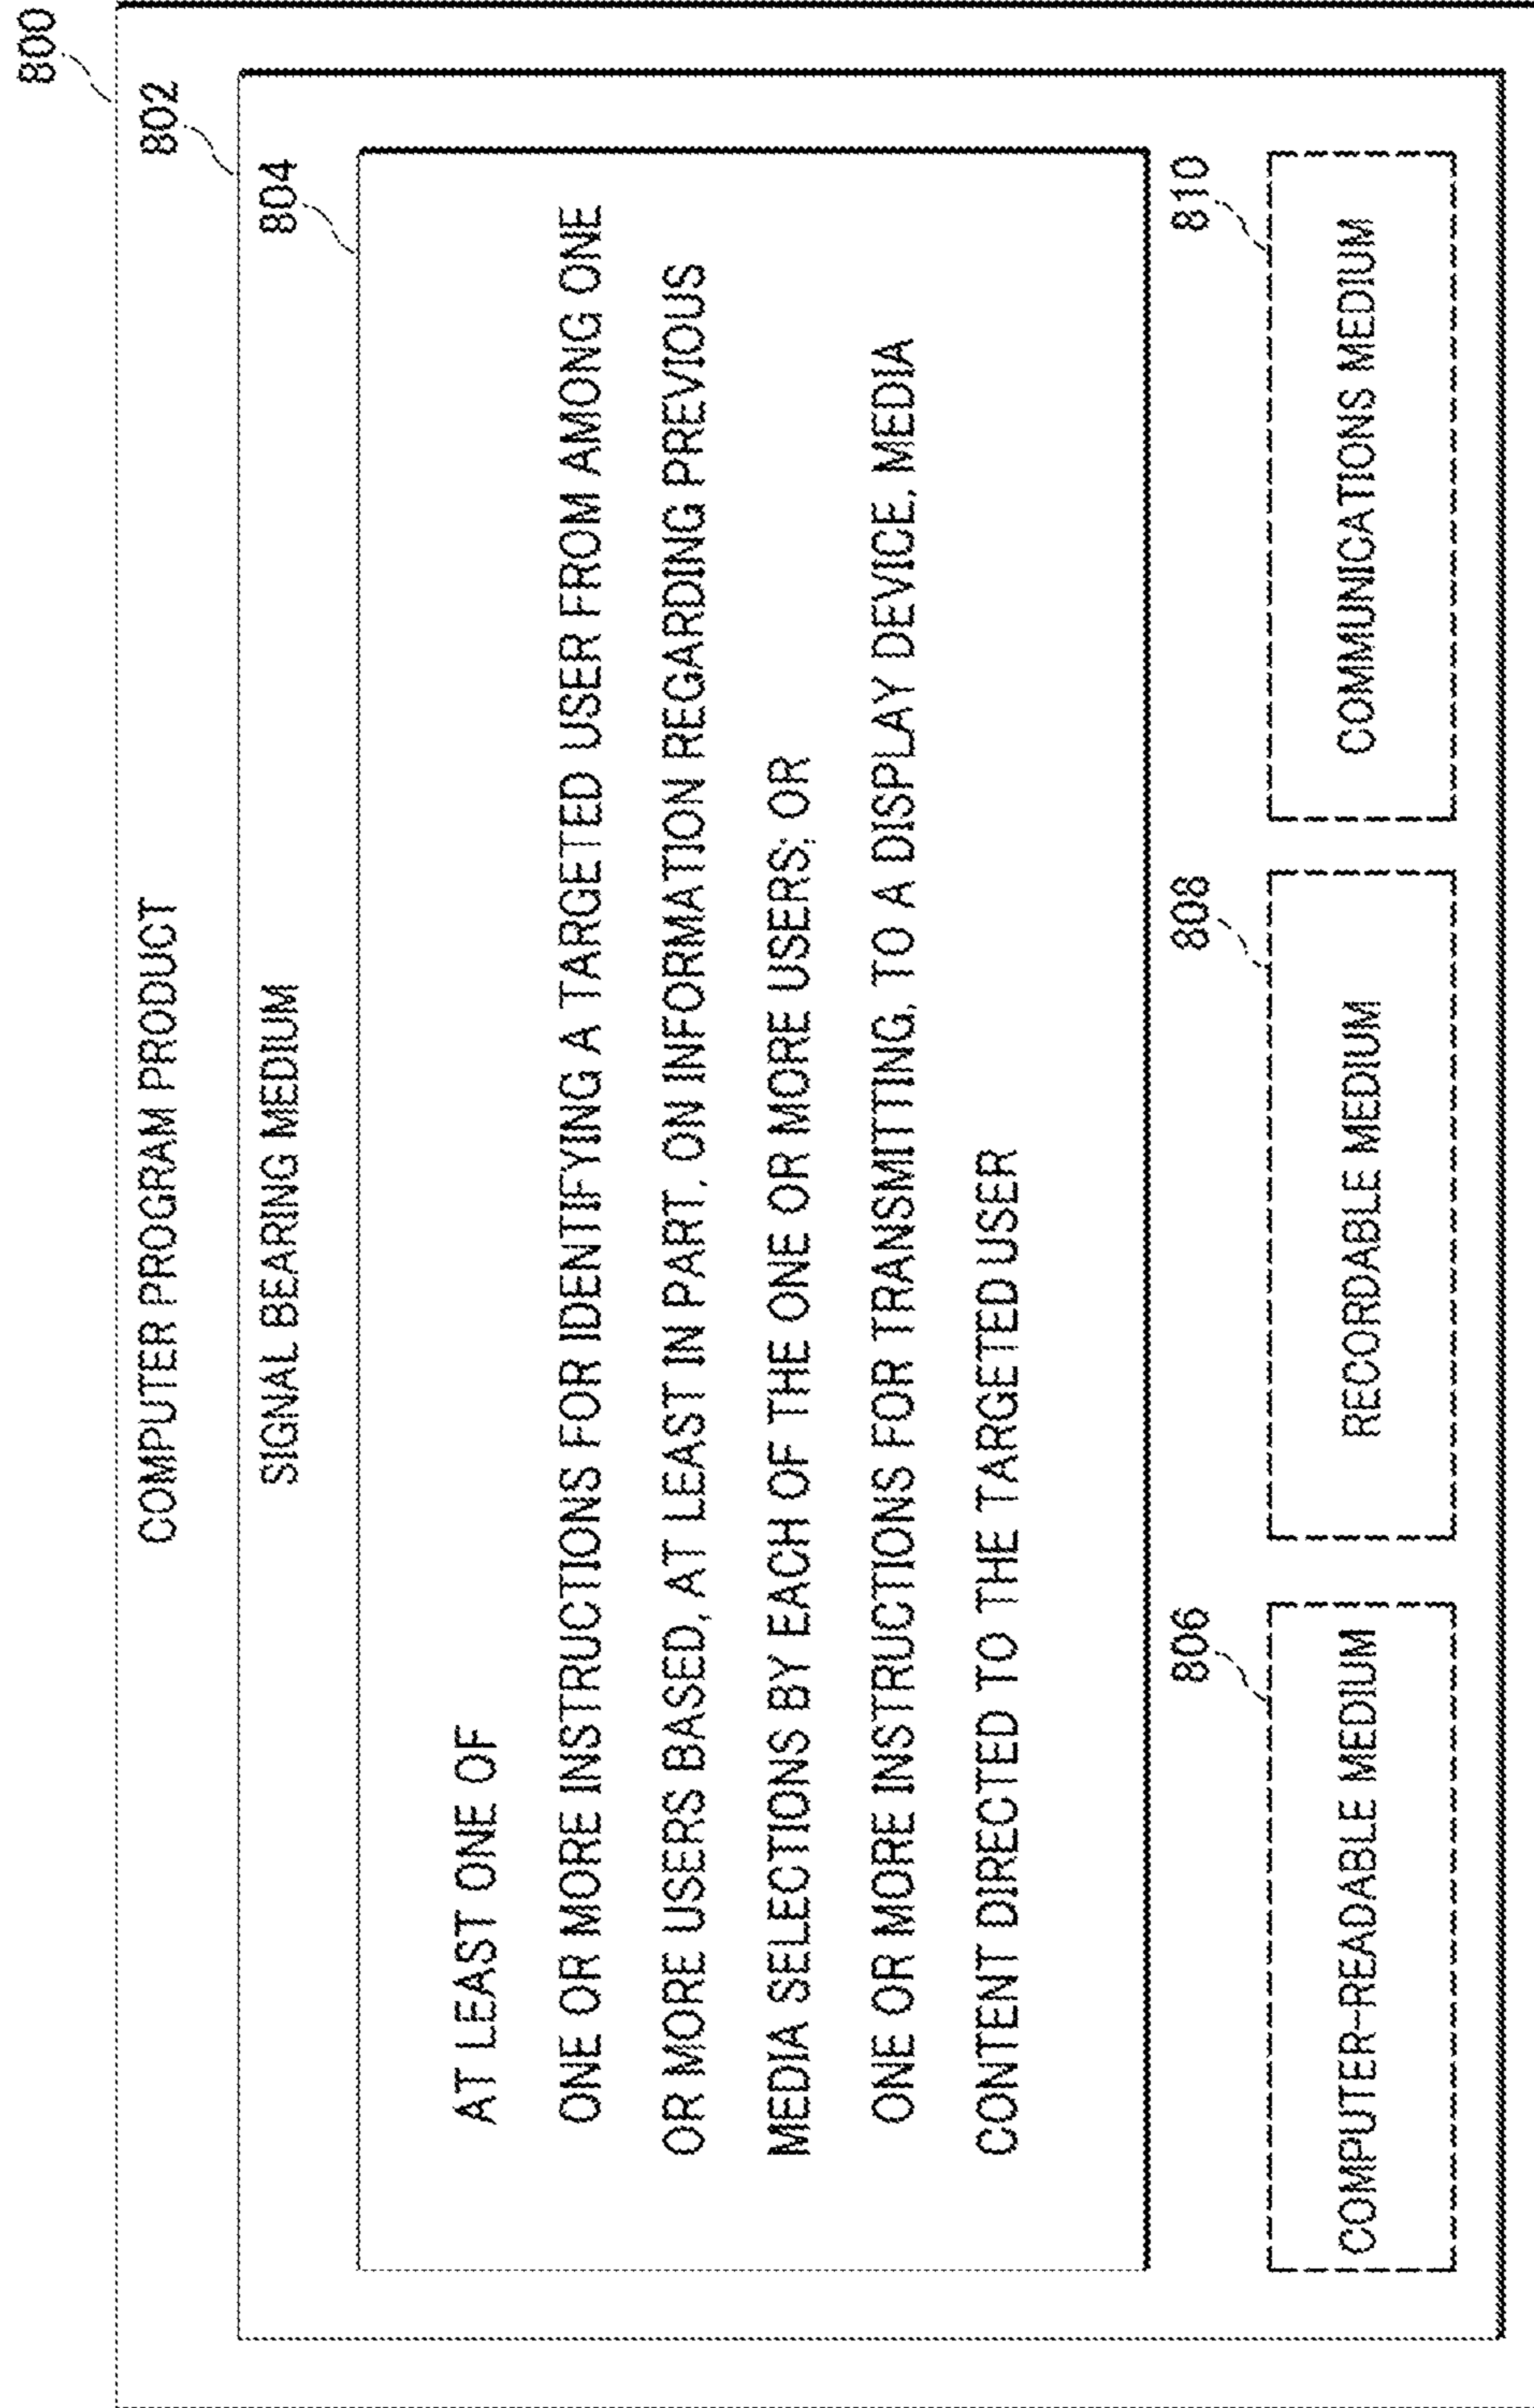 800
COMPUTER PROGRAM PRODUCT
802
SIGNAL BEARING MEDIUM
804
AT LEAST ONE OF
ONE OR MORE INSTRUCTIONS FOR IDENTIFYING A TARGETED USER FROM AMONG ONE
OR MORE USERS BASED, AT LEAST IN PART, ON INFORMATION REGARDING PREVIOUS
MEDIA SELECTIONS BY EACH OF THE ONE OR MORE USERS; OR
ONE OR MORE INSTRUCTIONS FOR TRANSMITTING, TO A DISPLAY DEVICE, MEDIA
CONTENT DIRECTED TO THE TARGETED USER
806
COMPUTER-READABLE MEDIUM
808
RECORDABLE MEDIUM
810
COMMUNICATIONS MEDIUM